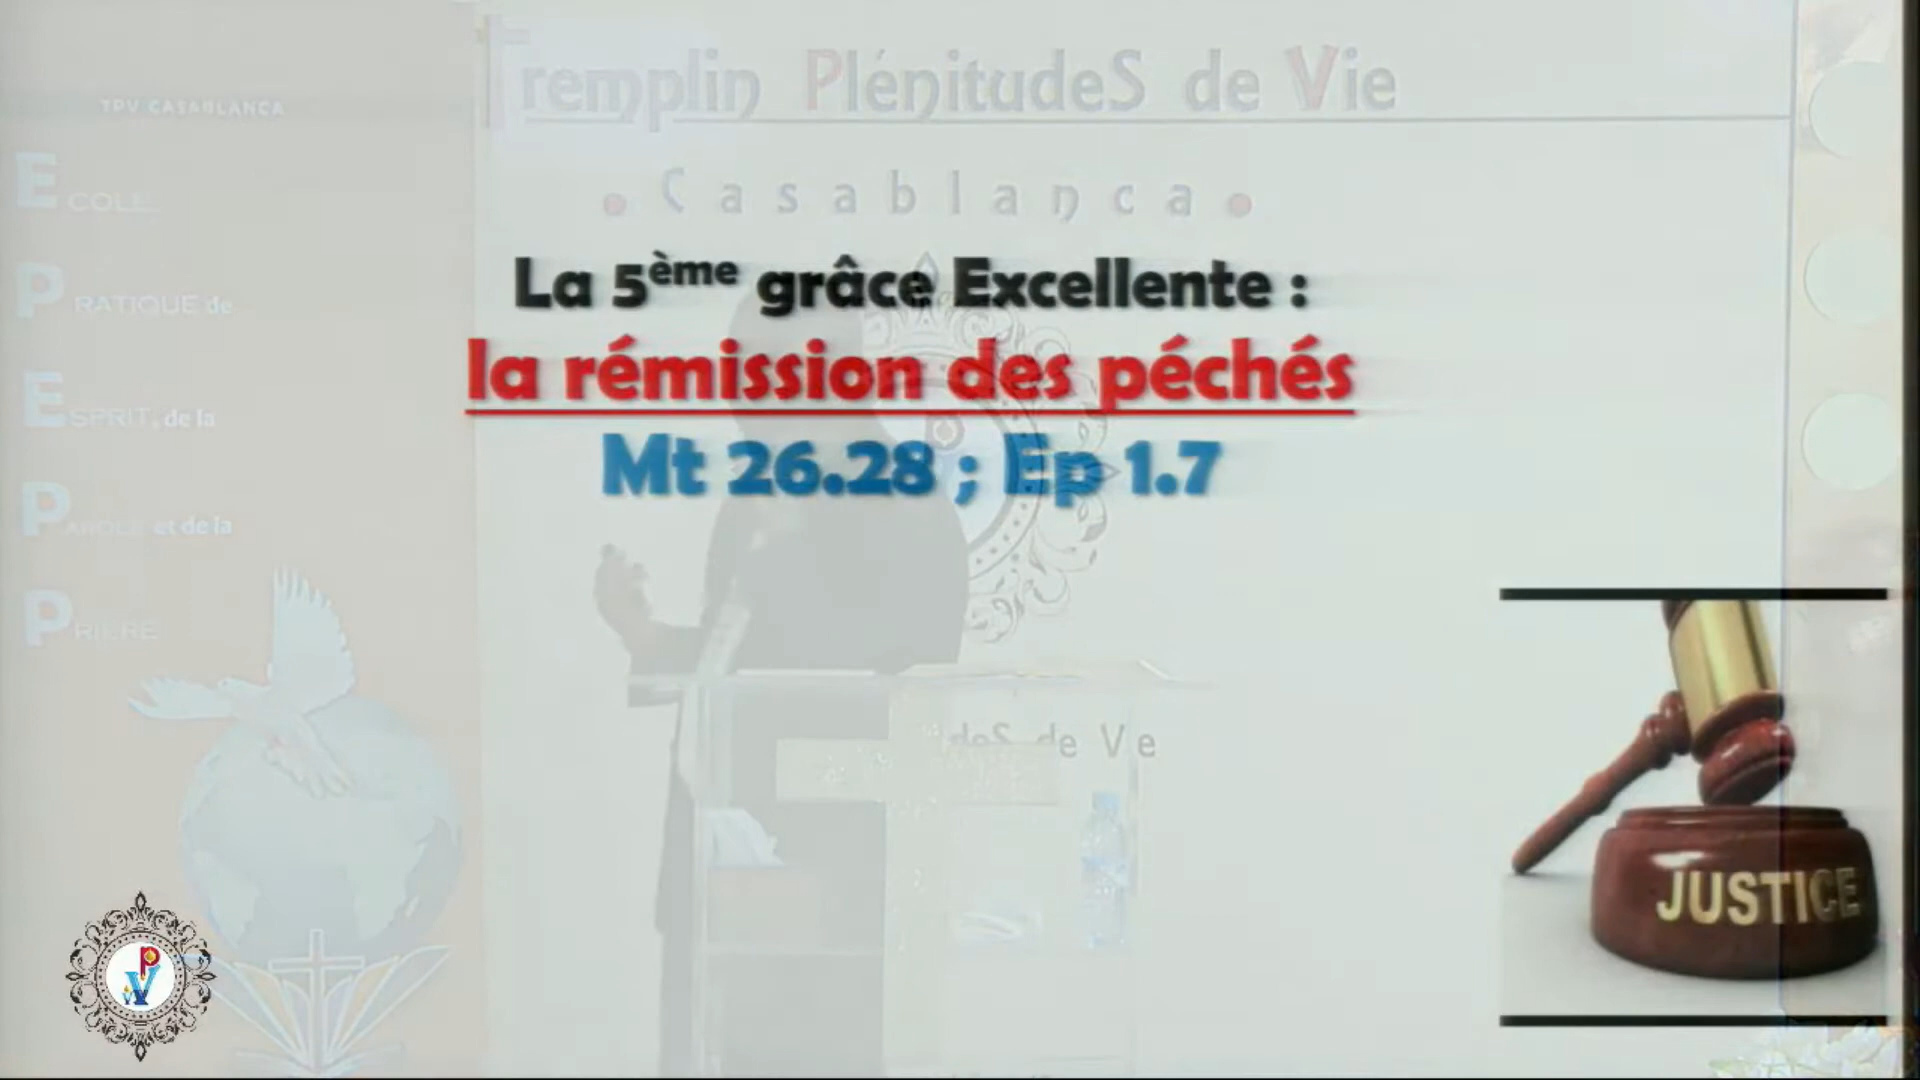 Tremplin PlénitudeS de Vie
• Casablanca •
TPV CASABLANCA
ECOLE
PRATIQUE de
ESPRIT, de la
PAROLE et de la
PRIERE
La 5ème grâce Excellente :
la rémission des péchés
Mt 26.28 ; Ep 1.7
deS de V e
JUSTICE
PV